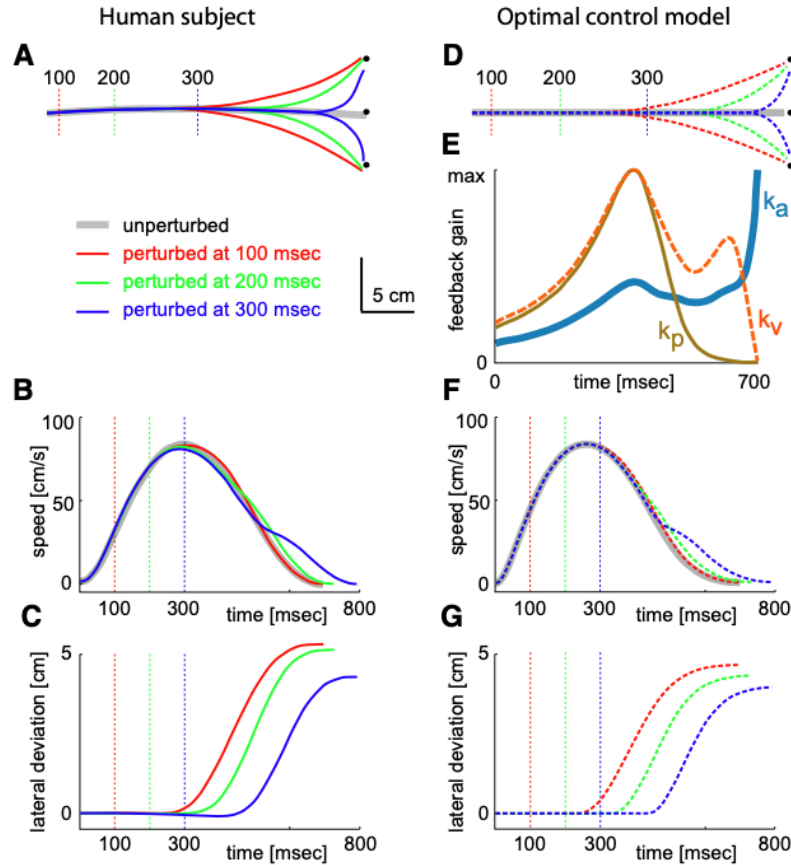 Human subject
Optimal control model
A
100 200 300
D
100 200 300
E
max
feedback gain
0
k_a
k_v
k_p
0 time [msec] 700
unperturbed
perturbed at 100 msec
perturbed at 200 msec
perturbed at 300 msec
5 cm
B
100
50
0
speed [cm/s]
100 300 time [msec] 800
F
100
50
0
speed [cm/s]
100 300 time [msec] 800
C
5
0
lateral deviation [cm]
100 300 time [msec] 800
G
5
0
lateral deviation [cm]
100 300 time [msec] 800